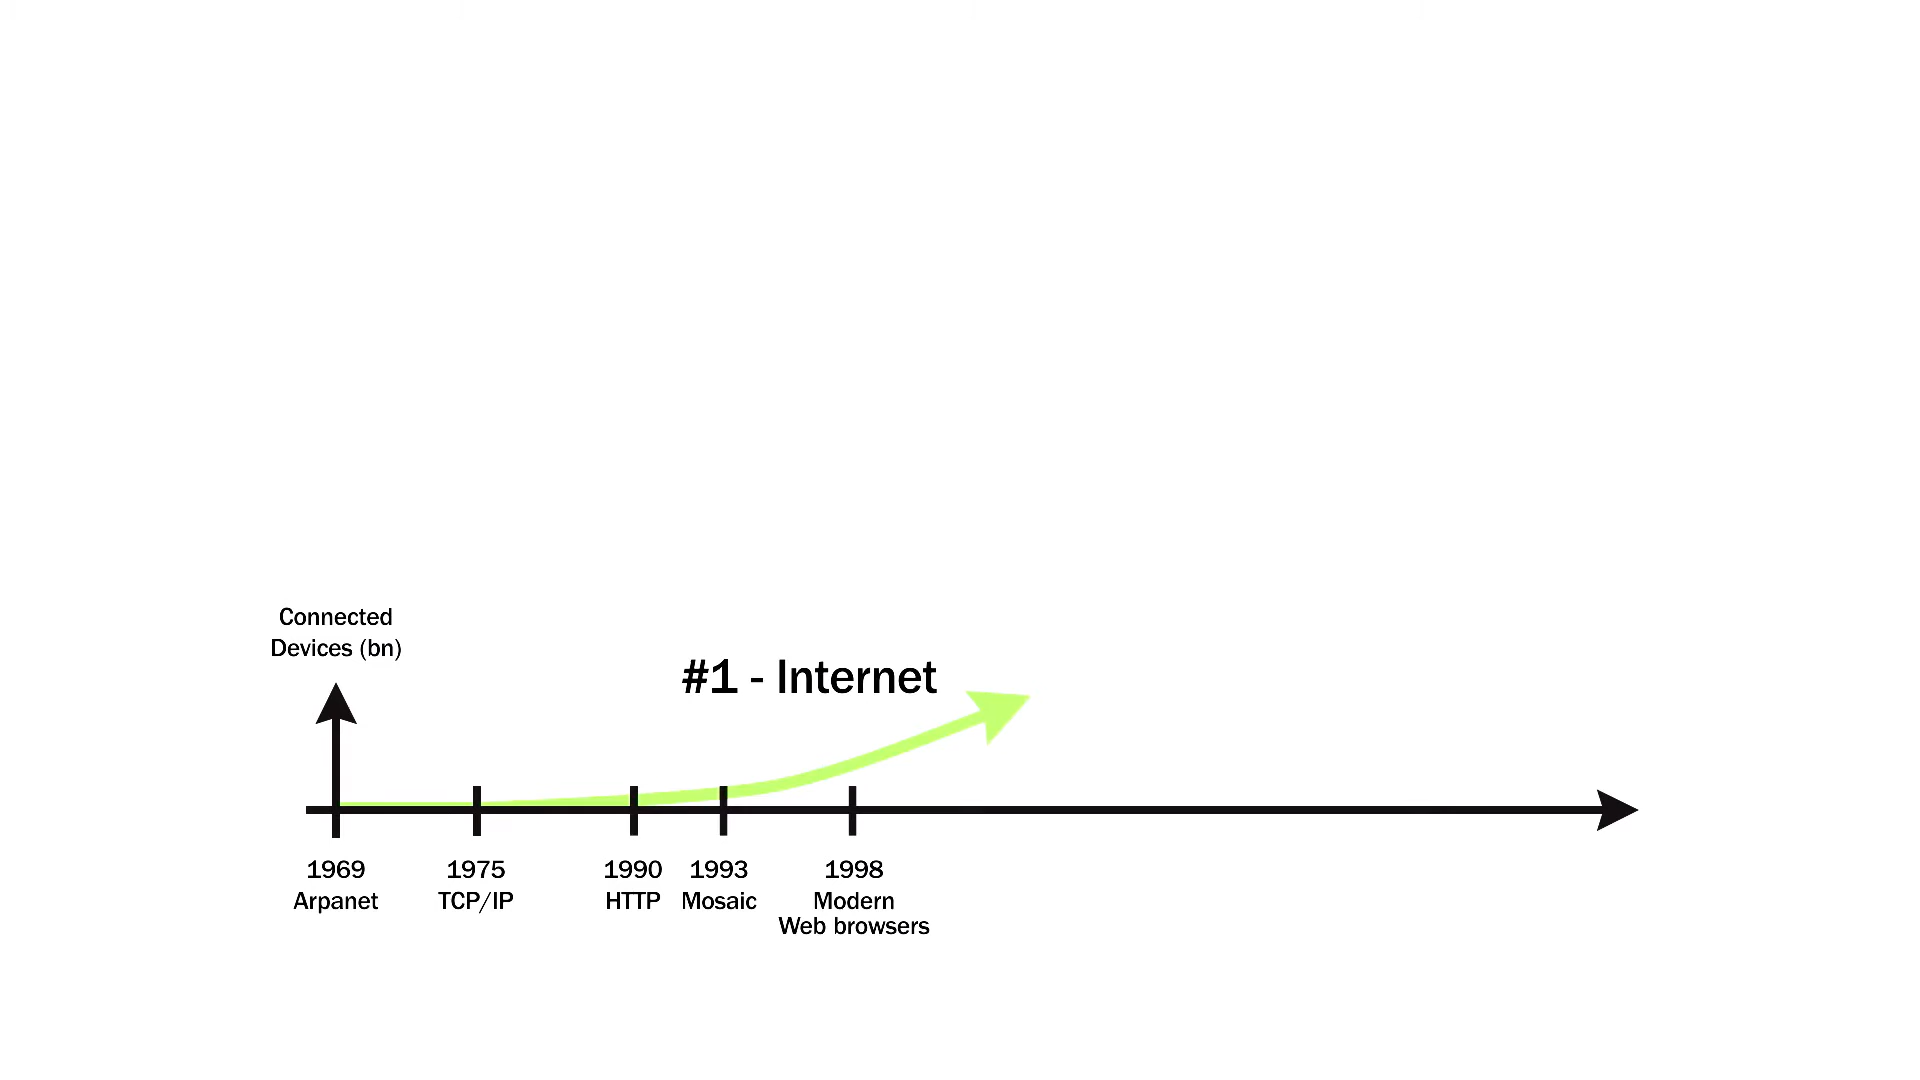 Connected
Devices (bn)
#1 - Internet
1969
Arpanet
1975
TCP/IP
1990
HTTP
1993
Mosaic
1998
Modern
Web browsers